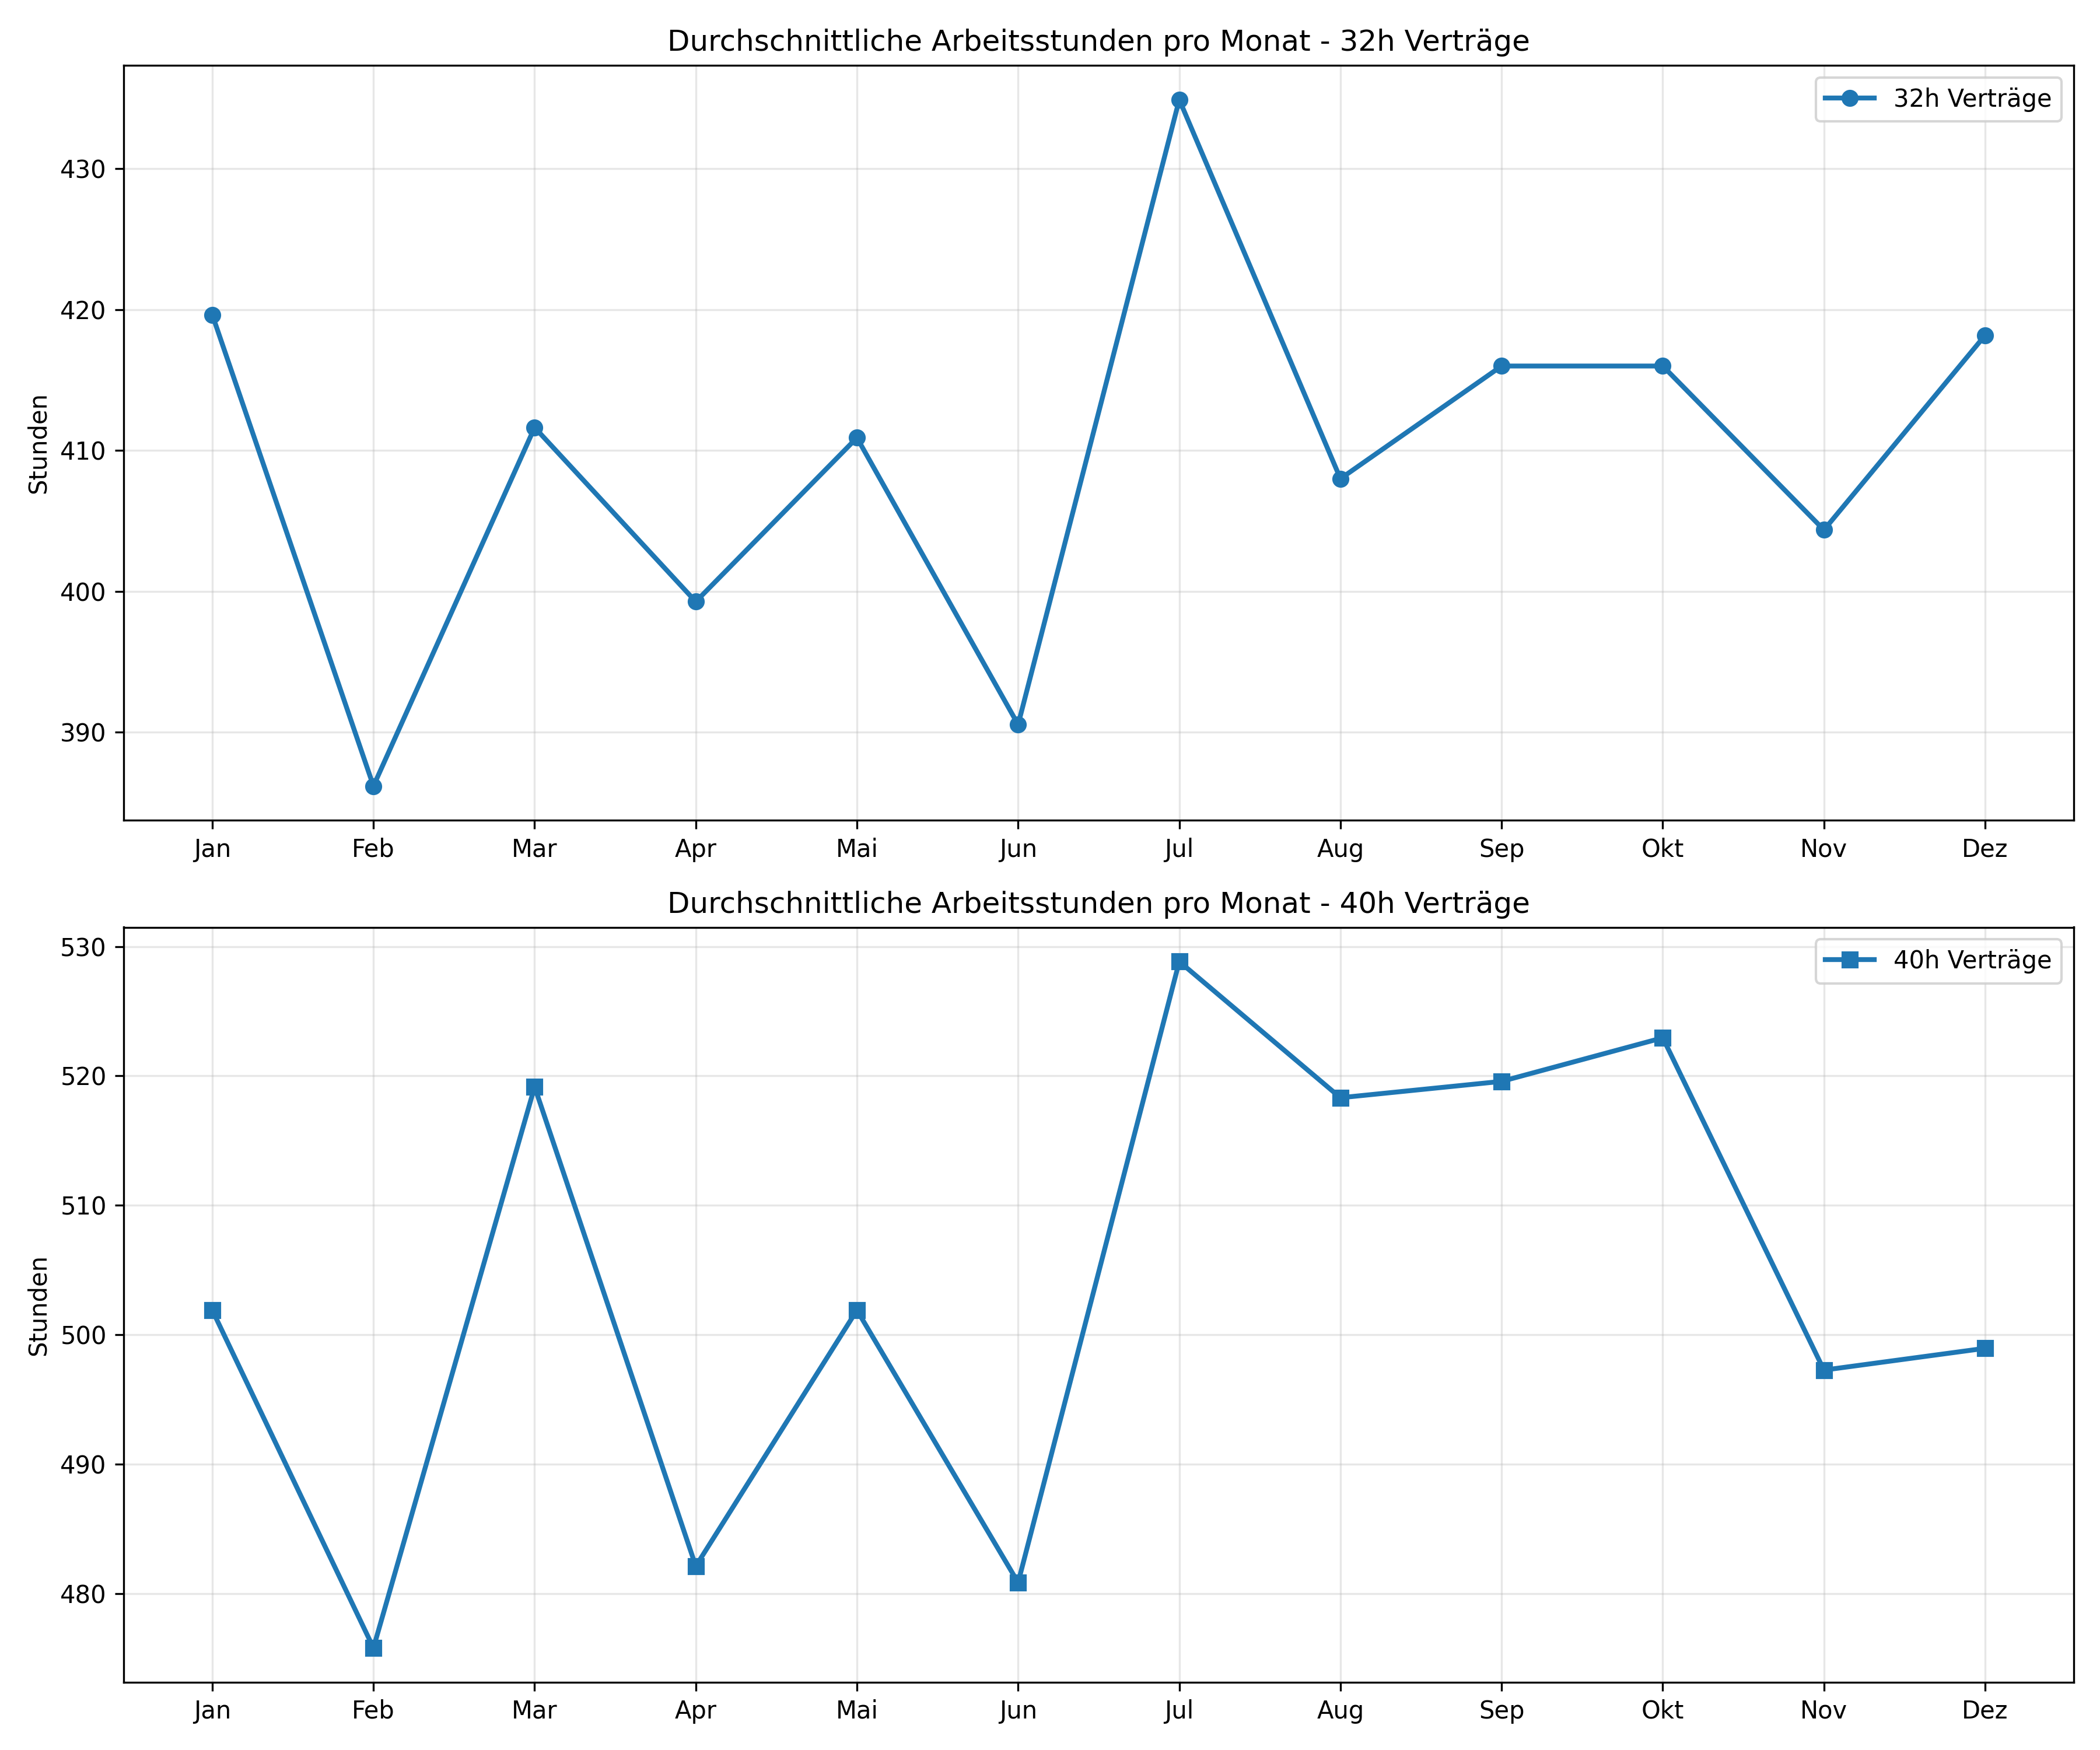 Durchschnittliche Arbeitsstunden pro Monat - 32h Verträge
32h Verträge
430
420
410
400
390
Stunden
Jan Feb Mar Apr Mai Jun Jul Aug Sep Okt Nov Dez
Durchschnittliche Arbeitsstunden pro Monat - 40h Verträge
40h Verträge
530
520
510
500
490
480
Stunden
Jan Feb Mar Apr Mai Jun Jul Aug Sep Okt Nov Dez